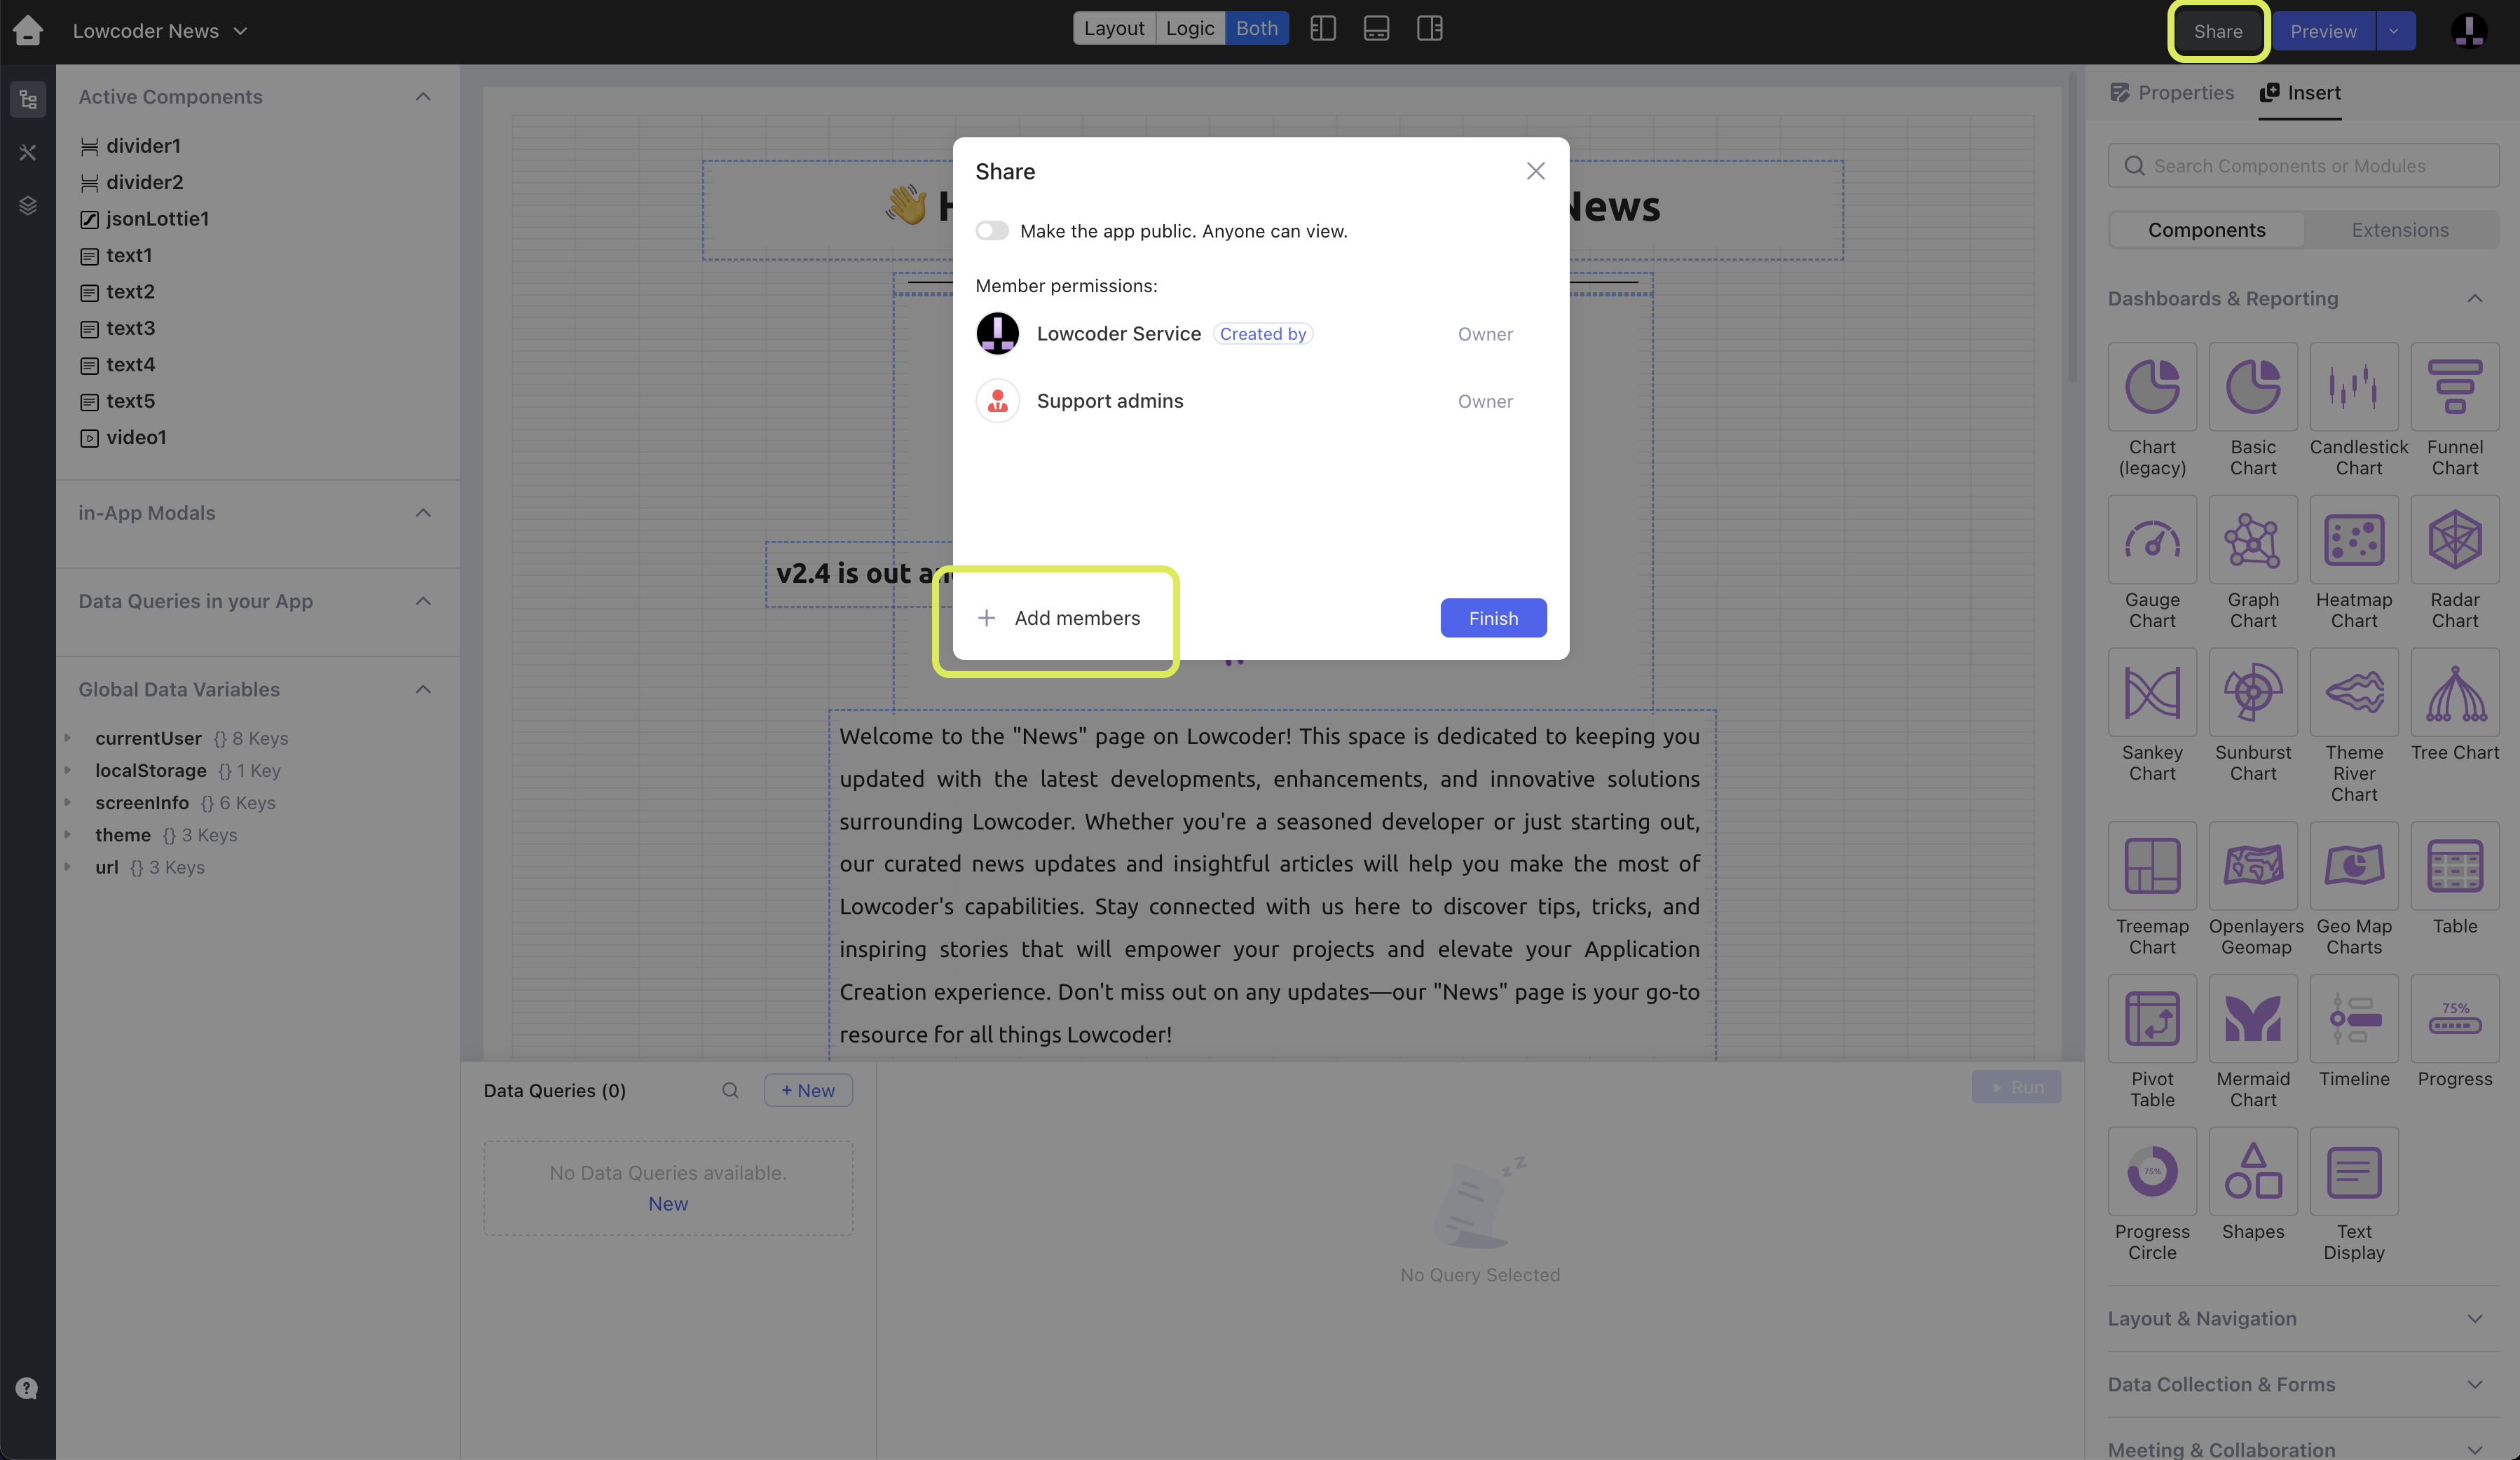 Lowcoder News
Layout Logic Both
Share
Preview
Active Components
divider1
divider2
jsonLottie1
text1
text2
text3
text4
text5
video1
in-App Modals
Data Queries in your App
Global Data Variables
currentUser {} 8 Keys
localStorage {} 1 Key
screenInfo {} 6 Keys
theme {} 3 Keys
url {} 3 Keys
👋 H
News
v2.4 is out an
Share
Make the app public. Anyone can view.
Member permissions:
Lowcoder Service Created by Owner
Support admins Owner
+ Add members
Finish
Welcome to the "News" page on Lowcoder! This space is dedicated to keeping you
updated with the latest developments, enhancements, and innovative solutions
surrounding Lowcoder. Whether you're a seasoned developer or just starting out,
our curated news updates and insightful articles will help you make the most of
Lowcoder's capabilities. Stay connected with us here to discover tips, tricks, and
inspiring stories that will empower your projects and elevate your Application
Creation experience. Don't miss out on any updates—our "News" page is your go-to
resource for all things Lowcoder!
Data Queries (0)
+ New
Run
No Data Queries available.
New
No Query Selected
Properties Insert
Search Components or Modules
Components Extensions
Dashboards & Reporting
Chart
(legacy)
Basic
Chart
Candlestick
Chart
Funnel
Chart
Gauge
Chart
Graph
Chart
Heatmap
Chart
Radar
Chart
Sankey
Chart
Sunburst
Chart
Theme
River
Chart
Tree Chart
Treemap
Chart
Openlayers
Geomap
Geo Map
Charts
Table
Pivot
Table
Mermaid
Chart
Timeline
75%
Progress
75%
Progress
Circle
Shapes
Text
Display
Layout & Navigation
Data Collection & Forms
Meeting & Collaboration